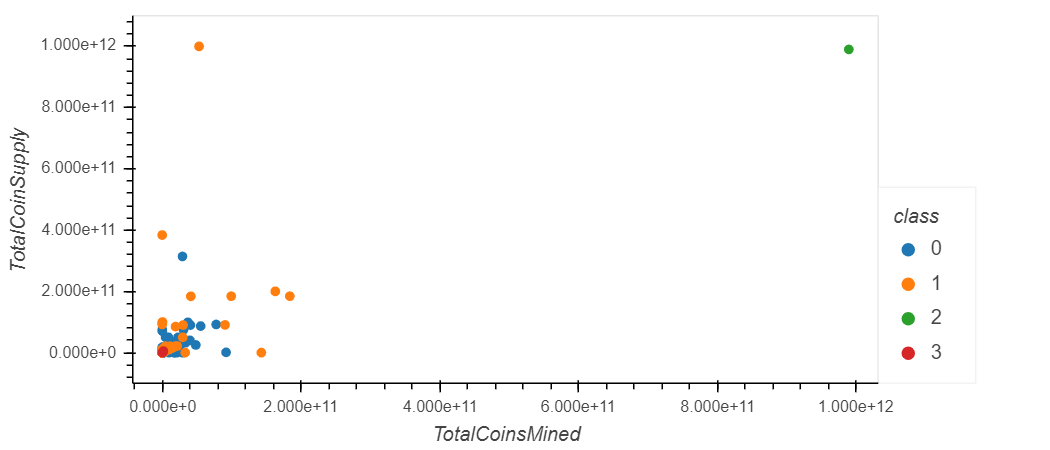 TotalCoinSupply
1.000e+12
8.000e+11
6.000e+11
4.000e+11
2.000e+11
0.000e+0
0.000e+0 2.000e+11 4.000e+11 6.000e+11 8.000e+11 1.000e+12
TotalCoinsMined
class
0
1
2
3